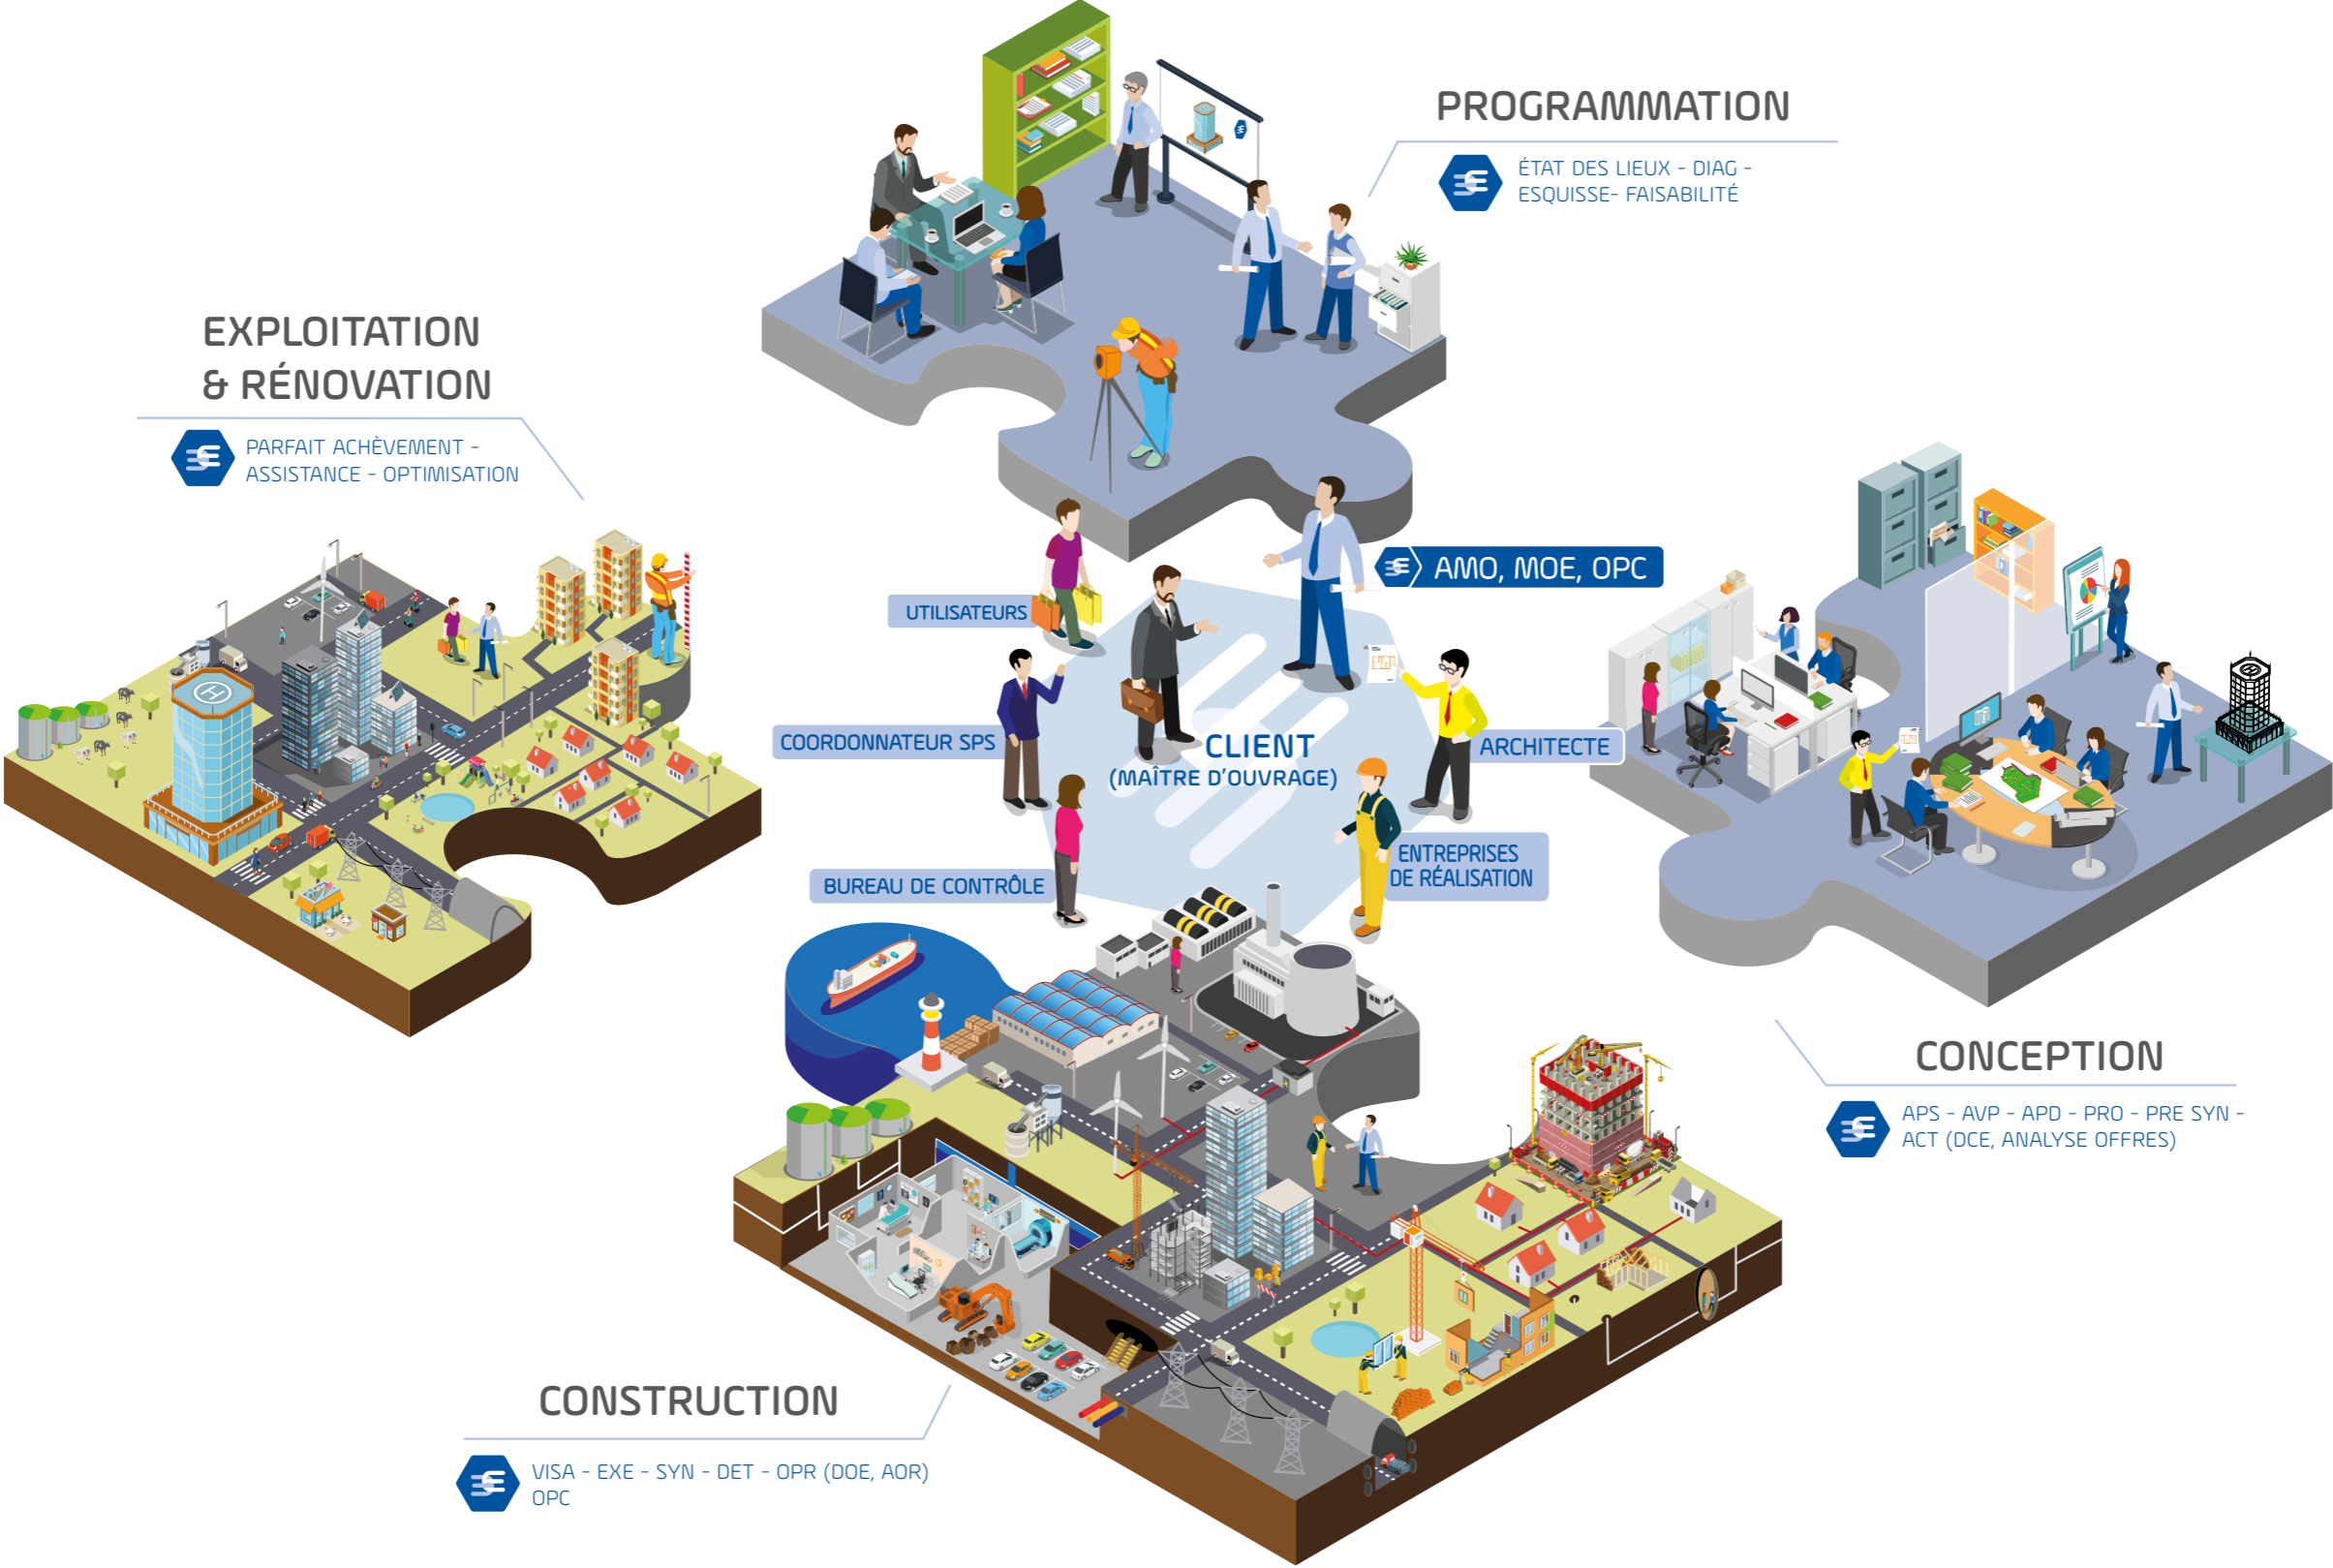 PROGRAMMATION
ÉTAT DES LIEUX - DIAG -
ESQUISSE- FAISABILITÉ
EXPLOITATION
& RÉNOVATION
PARFAIT ACHÈVEMENT -
ASSISTANCE - OPTIMISATION
AMO, MOE, OPC
UTILISATEURS
COORDONNATEUR SPS
CLIENT
(MAÎTRE D'OUVRAGE)
ARCHITECTE
BUREAU DE CONTRÔLE
ENTREPRISES
DE RÉALISATION
CONCEPTION
APS - AVP - APD - PRO - PRE SYN -
ACT (DCE, ANALYSE OFFRES)
CONSTRUCTION
VISA - EXE - SYN - DET - OPR (DOE, AOR)
OPC
H